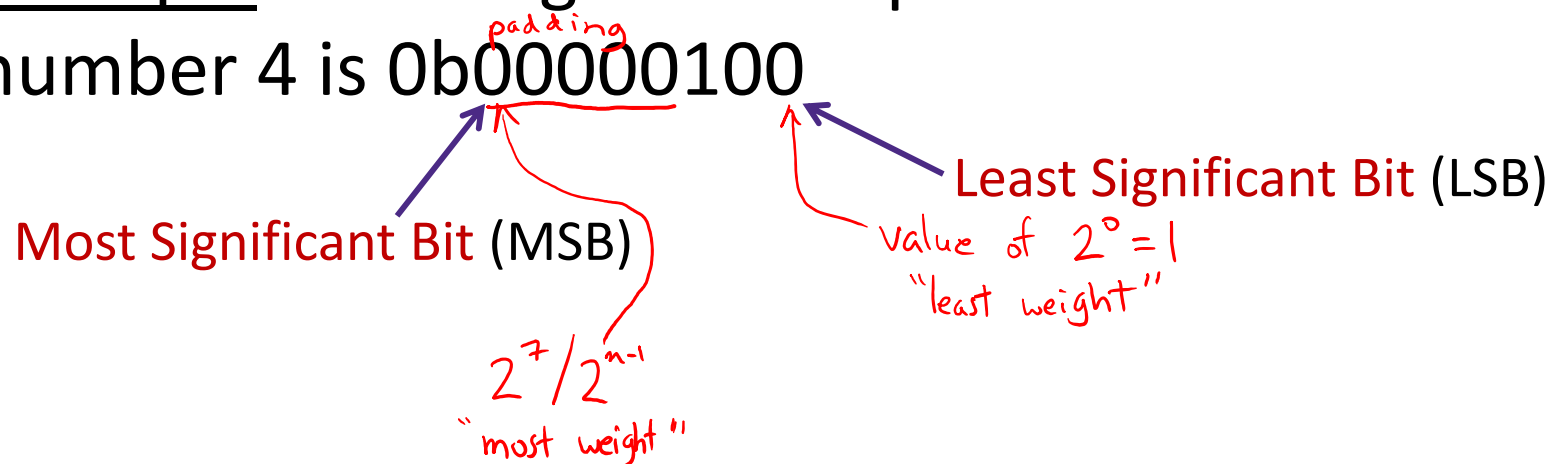 padding
number 4 is 0b00000100
Least Significant Bit (LSB)
Most Significant Bit (MSB)
value of 2⁰ = 1
"least weight"
2⁷/2ⁿ⁻¹
"most weight"